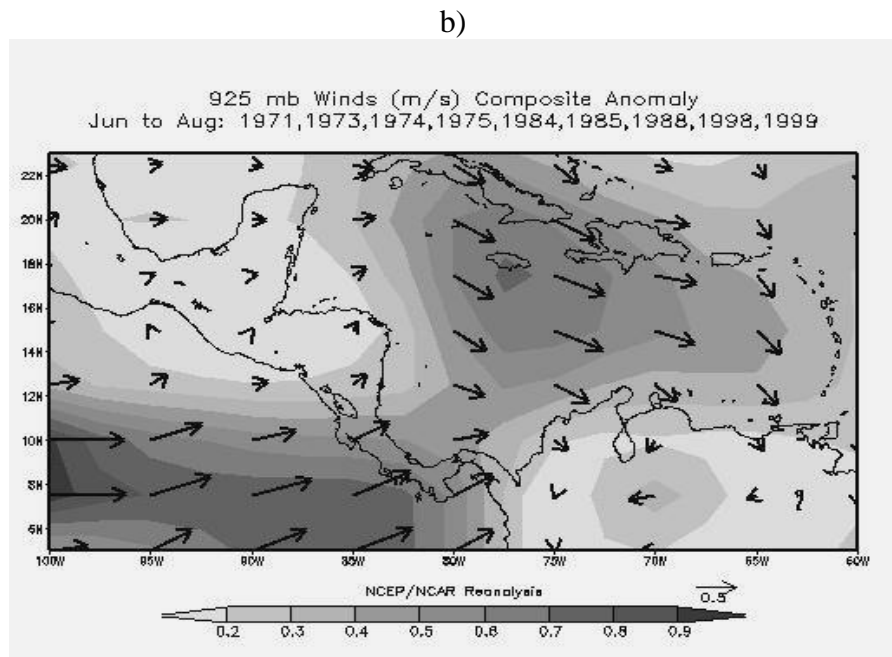 b)
925 mb Winds (m/s) Composite Anomaly
Jun to Aug: 1971,1973,1974,1975,1984,1985,1988,1998,1999
22N
20N
18N
16N
14N
12N
10N
8N
6N
100W 95W 90W 85W 80W 75W 70W 65W 60W
NCEP/NCAR Reanalysis
0.5
0.2 0.3 0.4 0.5 0.6 0.7 0.8 0.9